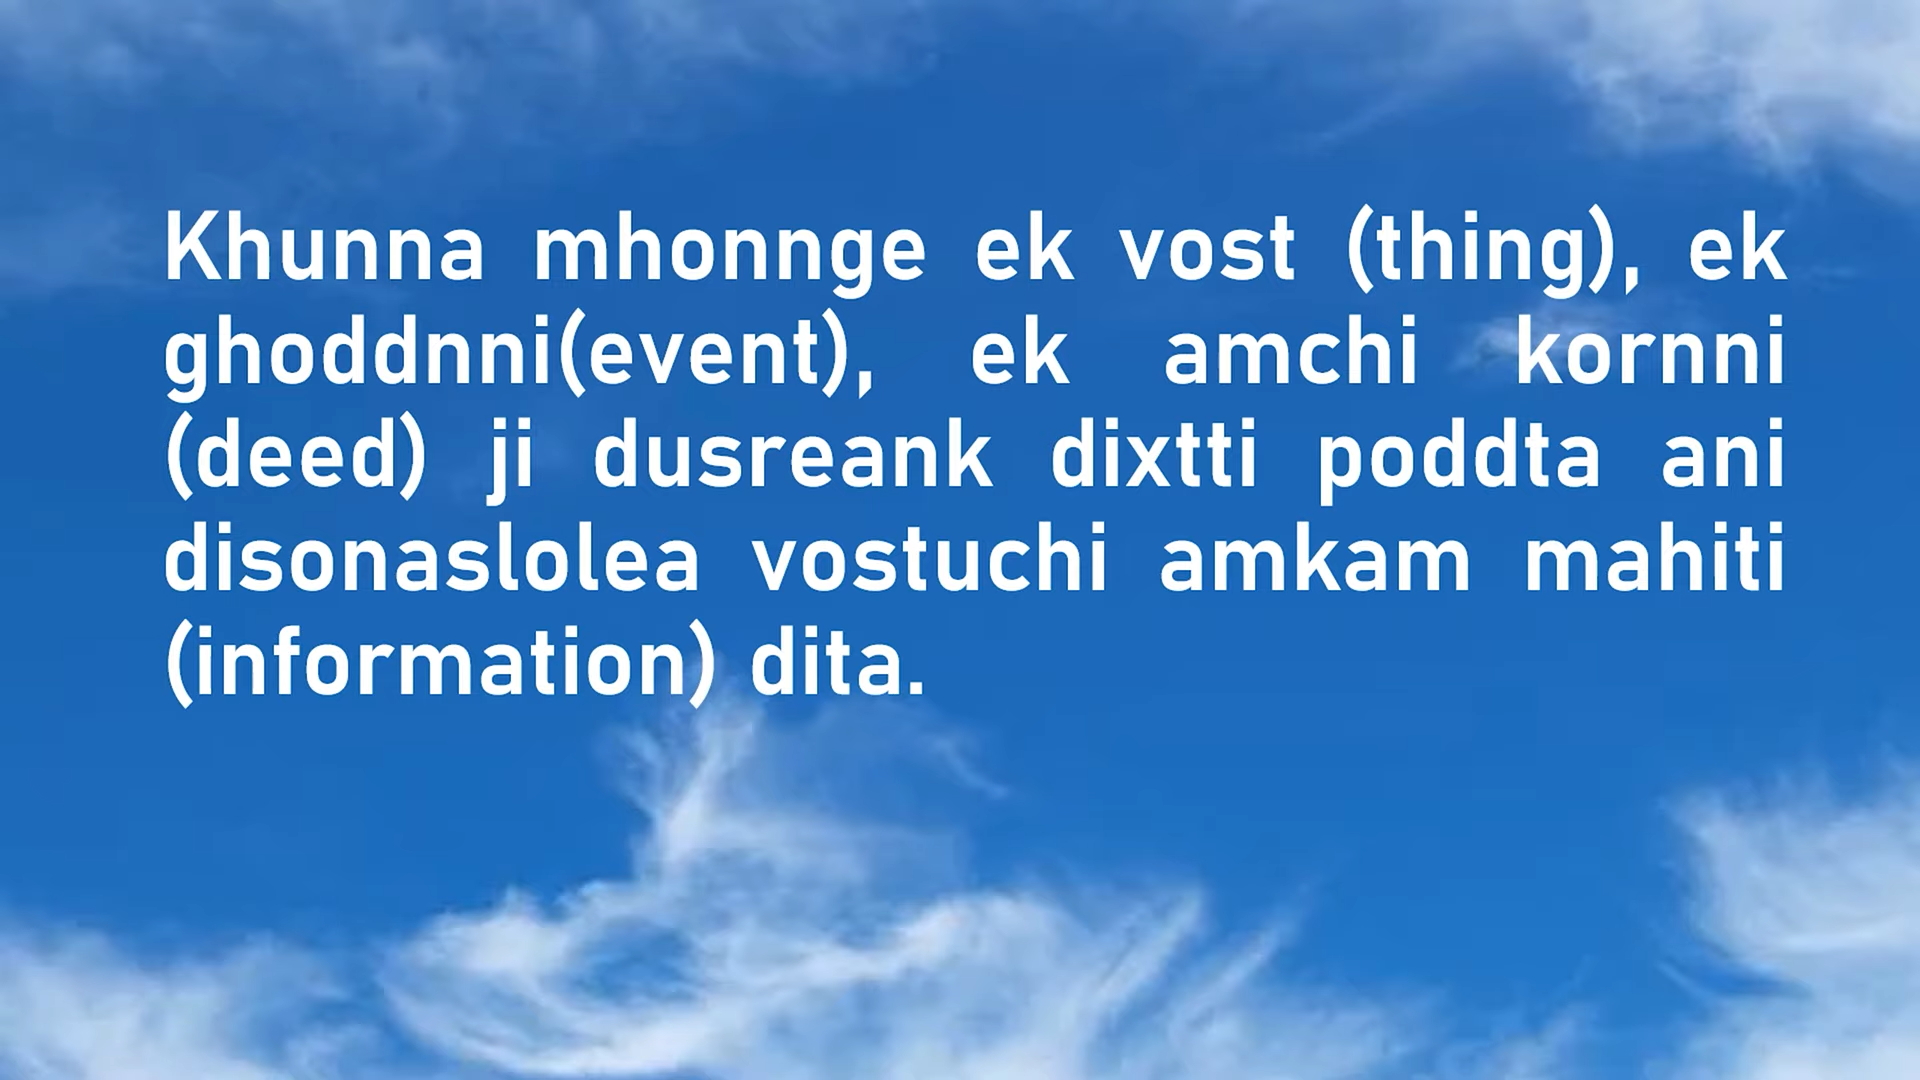 Khunna mhonnge ek vost (thing), ek
ghoddnni(event), ek amchi kornni
(deed) ji dusreank dixtti poddta ani
disonaslolea vostuchi amkam mahiti
(information) dita.